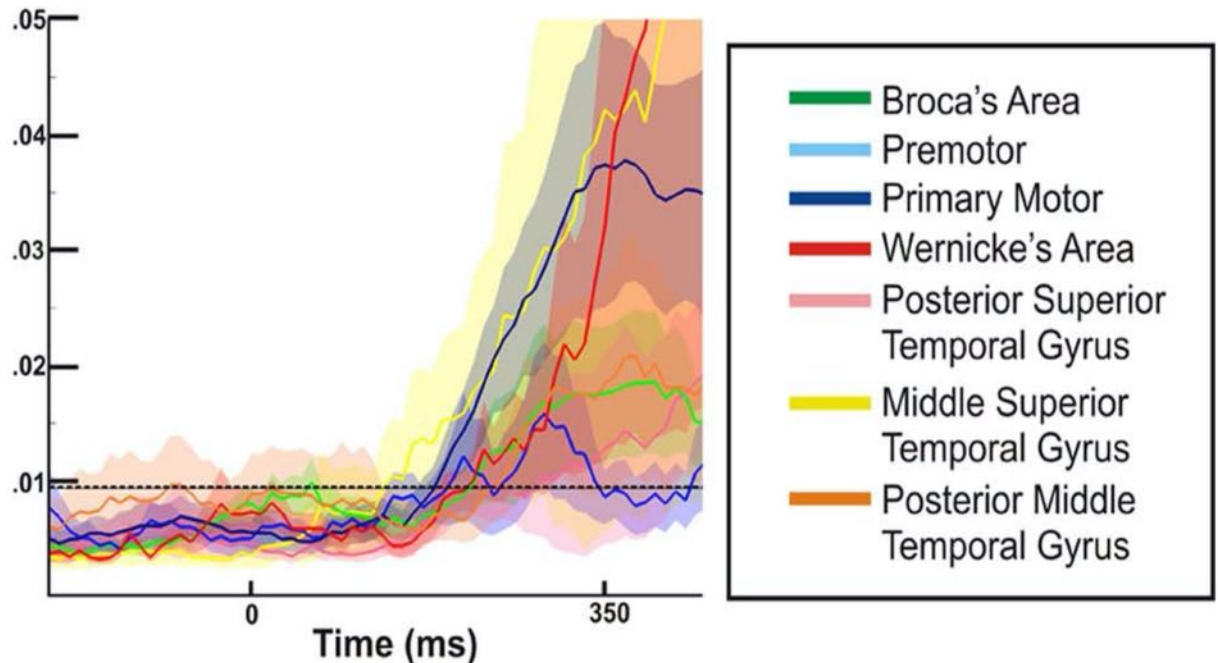 .05
.04
.03
.02
.01
0
350
Time (ms)
Broca's Area
Premotor
Primary Motor
Wernicke's Area
Posterior Superior
Temporal Gyrus
Middle Superior
Temporal Gyrus
Posterior Middle
Temporal Gyrus